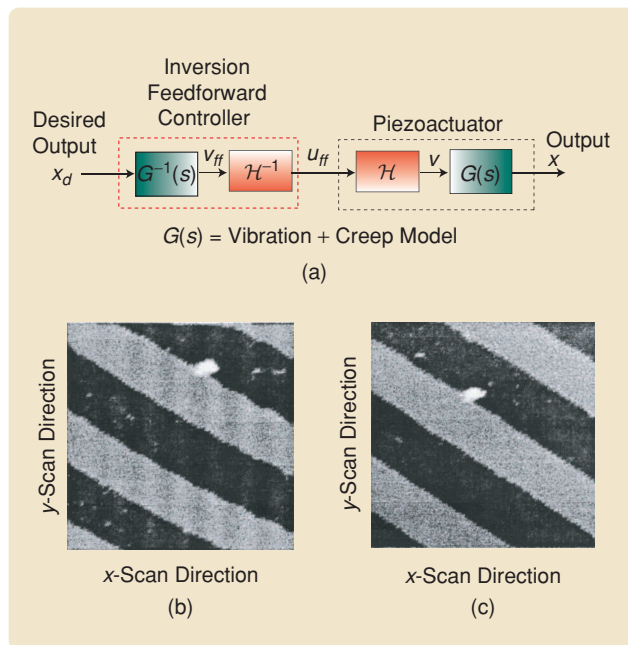 Inversion
Feedforward
Controller
Desired
Output
x_d
G⁻¹(s)
v_ff
ℋ⁻¹
u_ff
Piezoactuator
ℋ
v
G(s)
Output
x
G(s) = Vibration + Creep Model
(a)
y-Scan Direction
x-Scan Direction
(b)
y-Scan Direction
x-Scan Direction
(c)